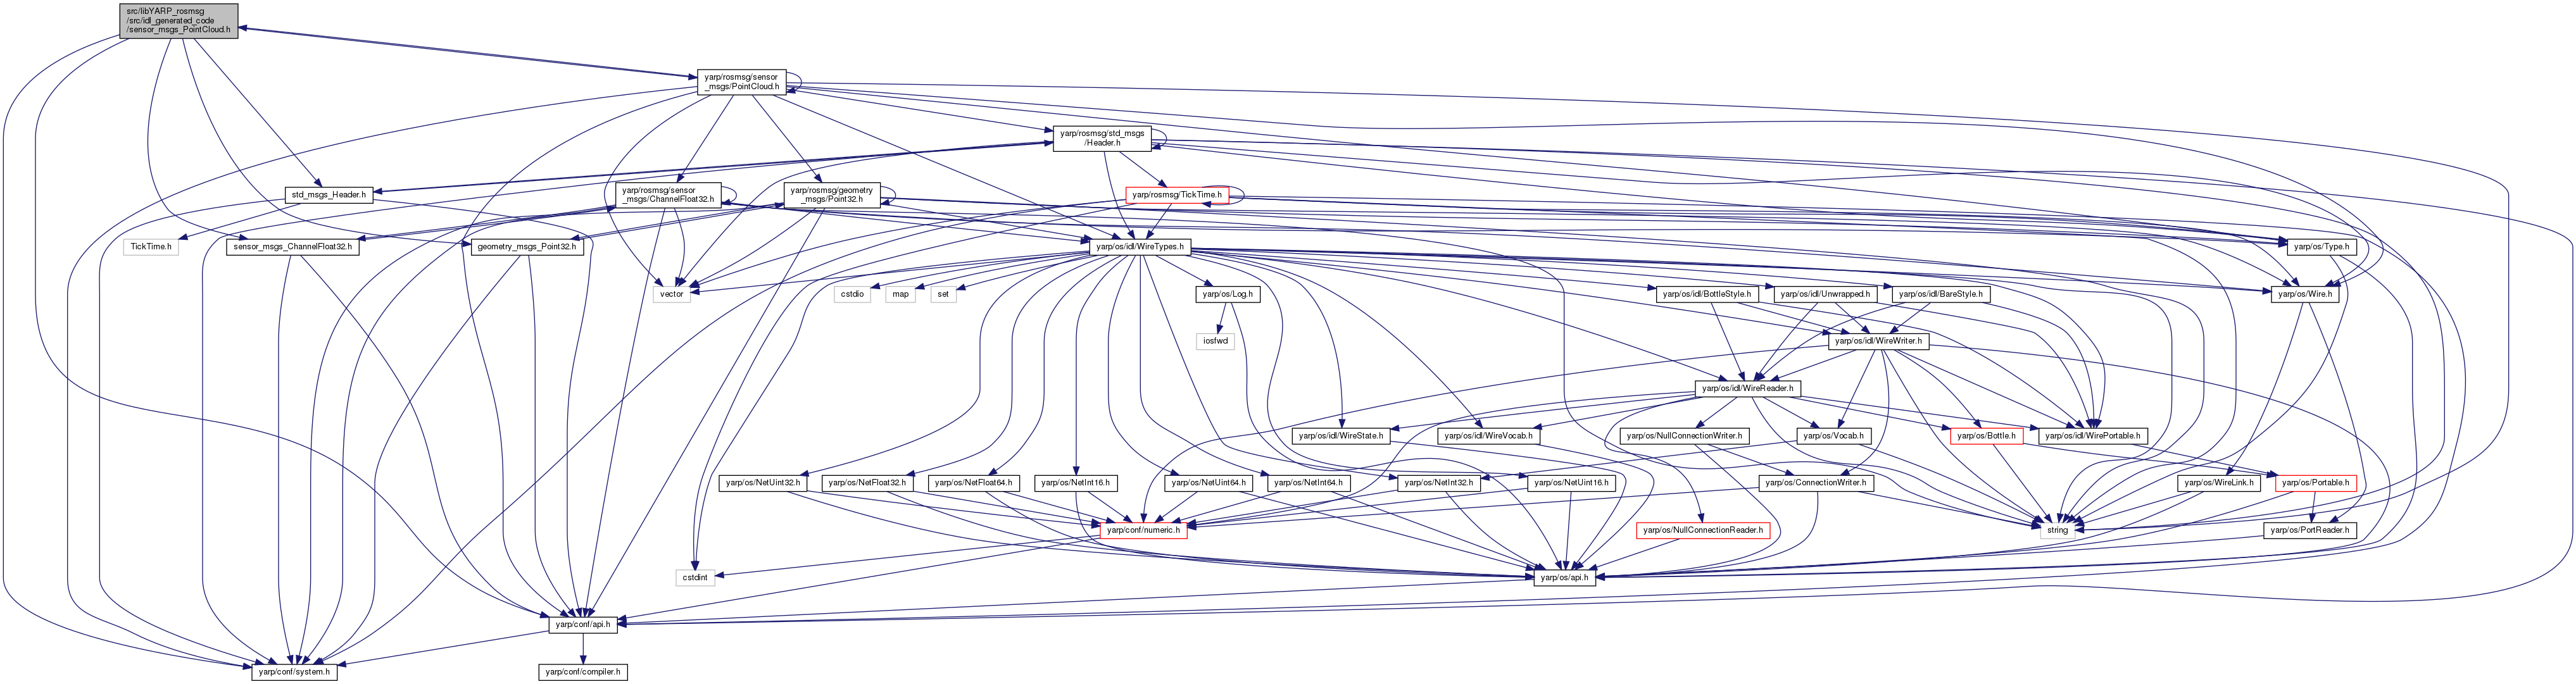 src/libYARP_rosmsg
/src/idl_generated_code
/sensor_msgs_PointCloud.h
yarp/rosmsg/sensor
_msgs/PointCloud.h
yarp/rosmsg/std_msgs
/Header.h
std_msgs_Header.h
yarp/rosmsg/sensor
_msgs/ChannelFloat32.h
yarp/rosmsg/geometry
_msgs/Point32.h
yarp/rosmsg/TickTime.h
TickTime.h
sensor_msgs_ChannelFloat32.h
geometry_msgs_Point32.h
yarp/os/idl/WireTypes.h
yarp/os/Type.h
vector
cstdio
map
set
yarp/os/Log.h
yarp/os/idl/BottleStyle.h
yarp/os/idl/Unwrapped.h
yarp/os/idl/BareStyle.h
yarp/os/Wire.h
iosfwd
yarp/os/idl/WireWriter.h
yarp/os/idl/WireReader.h
yarp/os/idl/WireState.h
yarp/os/idl/WireVocab.h
yarp/os/NullConnectionWriter.h
yarp/os/Vocab.h
yarp/os/Bottle.h
yarp/os/idl/WirePortable.h
yarp/os/NetUint32.h
yarp/os/NetFloat32.h
yarp/os/NetFloat64.h
yarp/os/NetInt16.h
yarp/os/NetUint64.h
yarp/os/NetInt64.h
yarp/os/NetInt32.h
yarp/os/NetUint16.h
yarp/os/ConnectionWriter.h
yarp/os/WireLink.h
yarp/os/Portable.h
yarp/conf/numeric.h
yarp/os/NullConnectionReader.h
string
yarp/os/PortReader.h
cstdint
yarp/os/api.h
yarp/conf/api.h
yarp/conf/system.h
yarp/conf/compiler.h